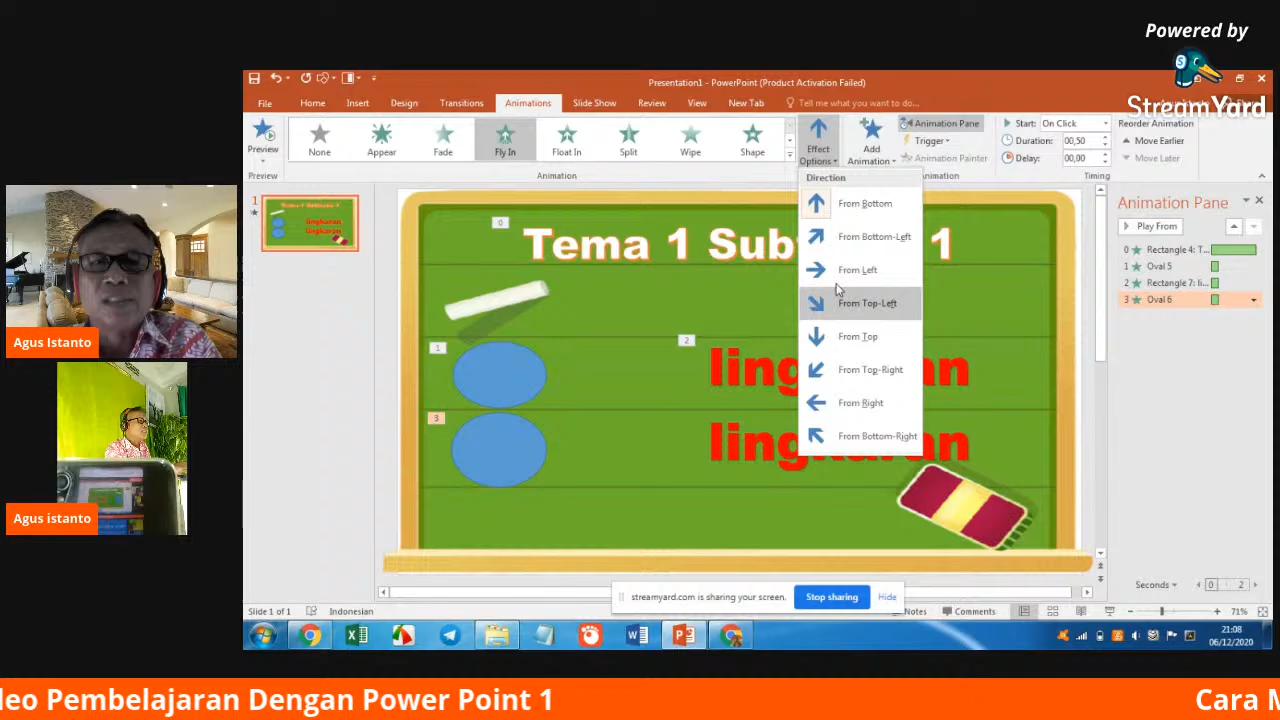 Powered by
StreamYard
Presentation1 - PowerPoint (Product Activation Failed)
File Home Insert Design Transitions Animations Slide Show Review View New Tab Tell me what you want to do...
Preview
None Appear Fade Fly In Float In Split Wipe Shape
Effect Options
Add Animation
Animation Pane
Trigger
Animation Painter
Start: On Click
Duration: 00,50
Delay: 00,00
Reorder Animation
Move Earlier
Move Later
Preview Animation Timing
Direction
From Bottom
From Bottom-Left
From Left
From Top-Left
From Top
From Top-Right
From Right
From Bottom-Right
1
0
Tema 1 Sub 1
1
2
ling an
3
ling an
Animation Pane
Play From
0 Rectangle 4: T...
1 Oval 5
2 Rectangle 7: li...
3 Oval 6
Seconds 0 2
Agus Istanto
Agus istanto
streamyard.com is sharing your screen. Stop sharing Hide
Slide 1 of 1 Indonesian Notes Comments 71%
21:08
06/12/2020
leo Pembelajaran Dengan Power Point 1 Cara M